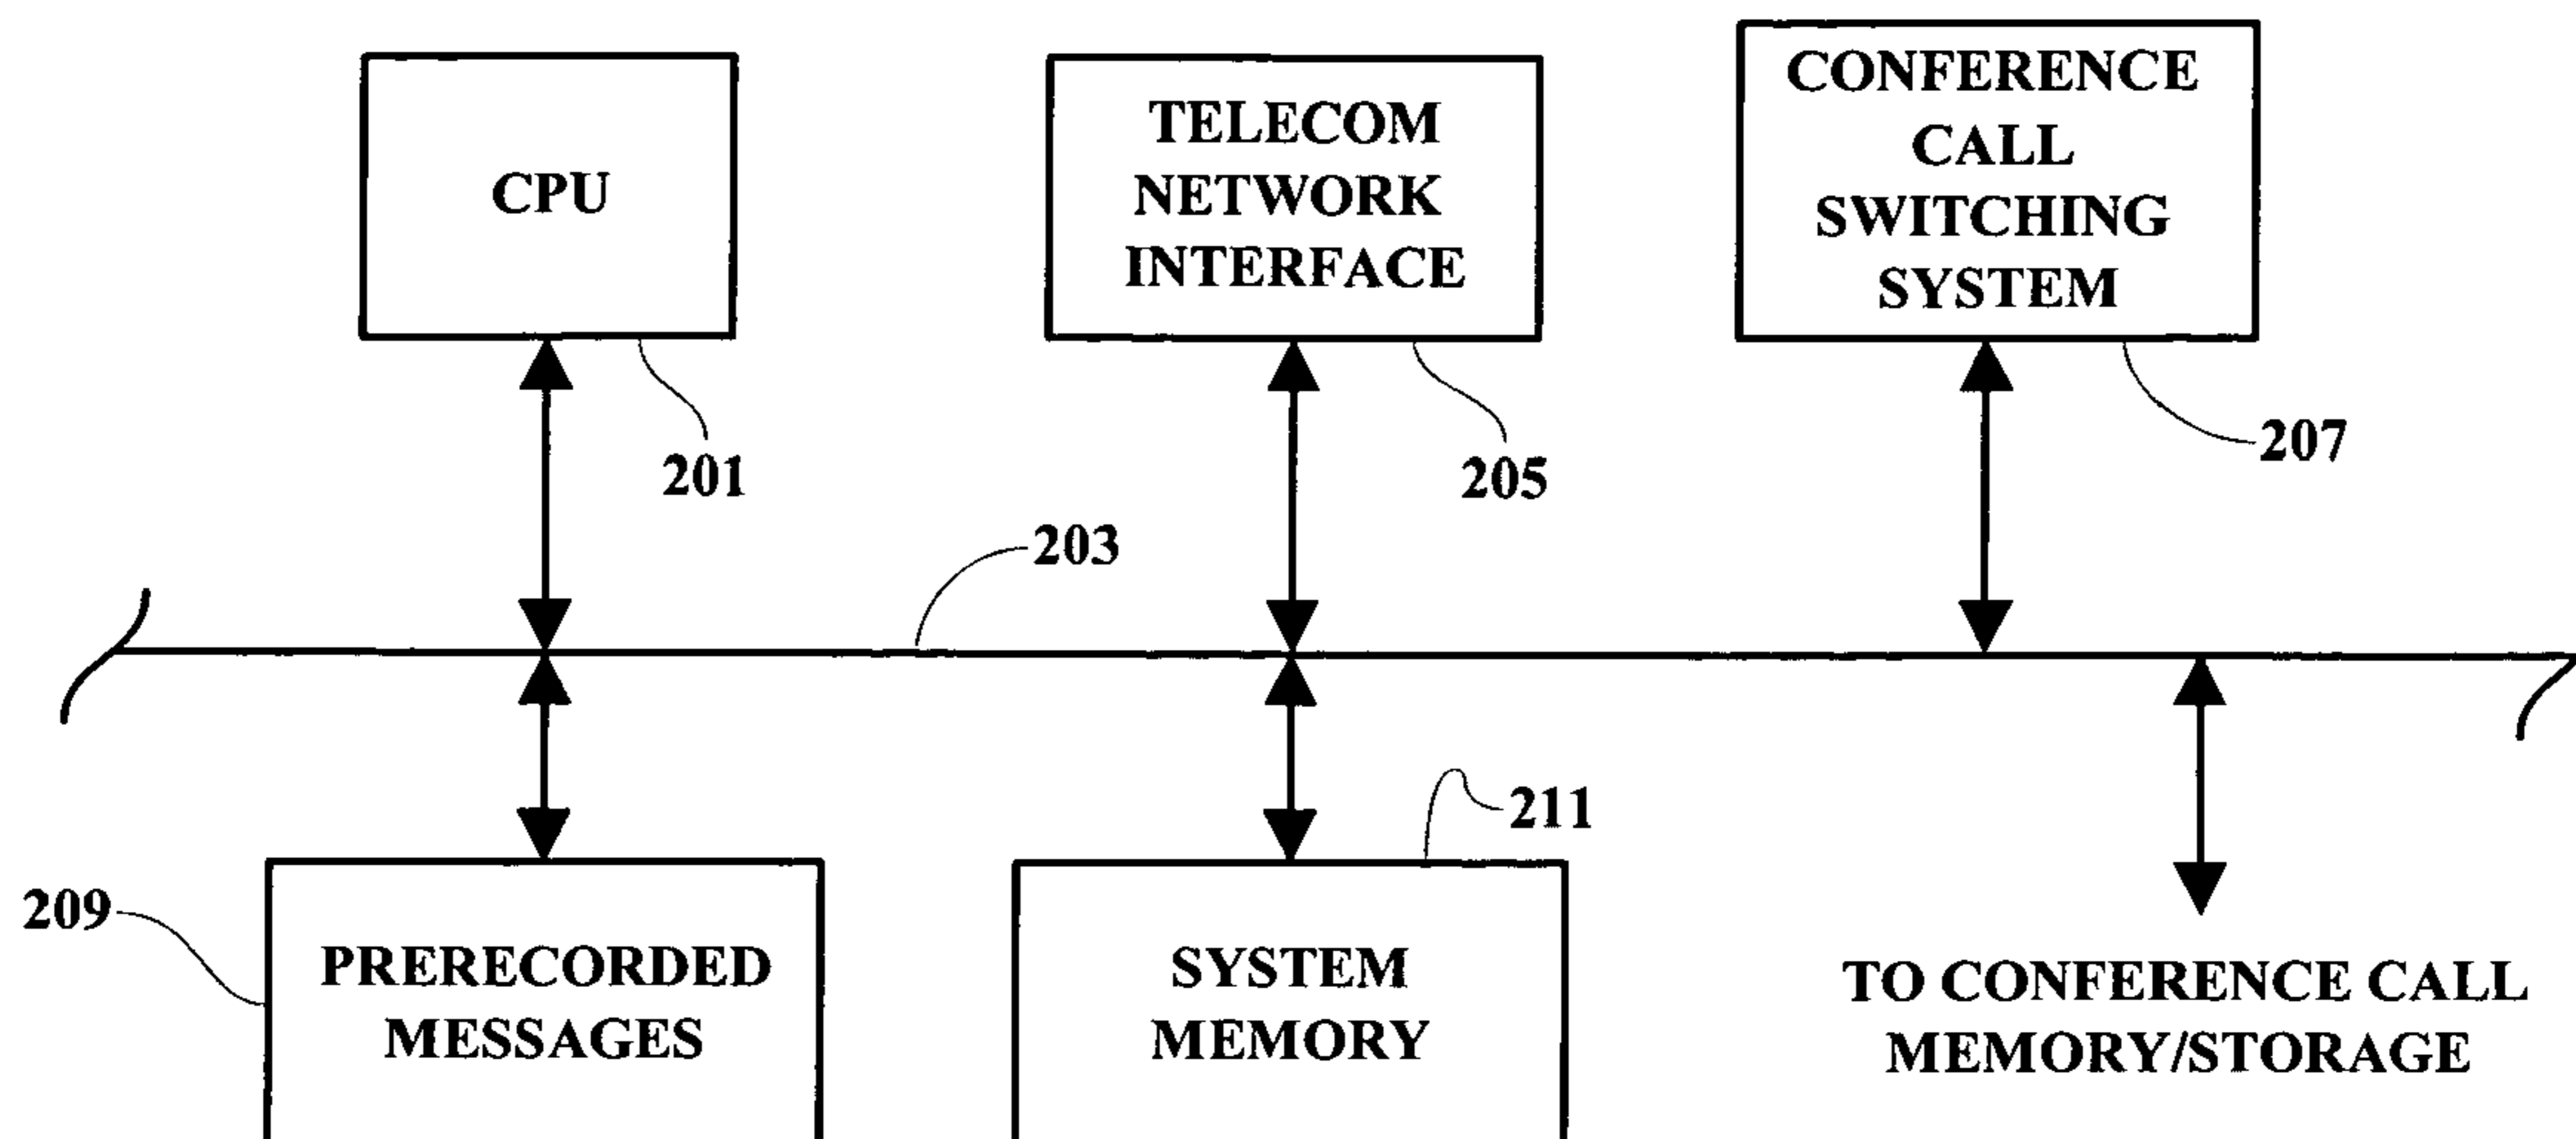 CPU
201
TELECOM
NETWORK
INTERFACE
205
CONFERENCE
CALL
SWITCHING
SYSTEM
207
203
209
PRERECORDED
MESSAGES
211
SYSTEM
MEMORY
TO CONFERENCE CALL
MEMORY/STORAGE